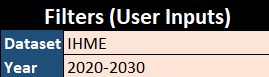 Filters (User Inputs)
Dataset IHME
Year 2020-2030